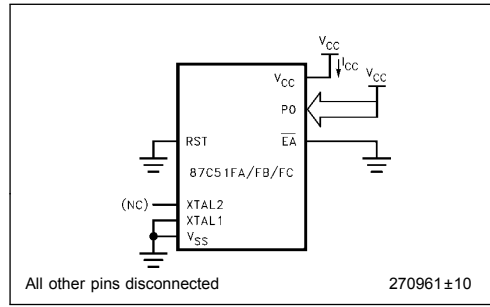 VCC
ICC
VCC
VCC
P0
RST
EA
87C51FA/FB/FC
(NC)
XTAL2
XTAL1
VSS
All other pins disconnected
270961±10